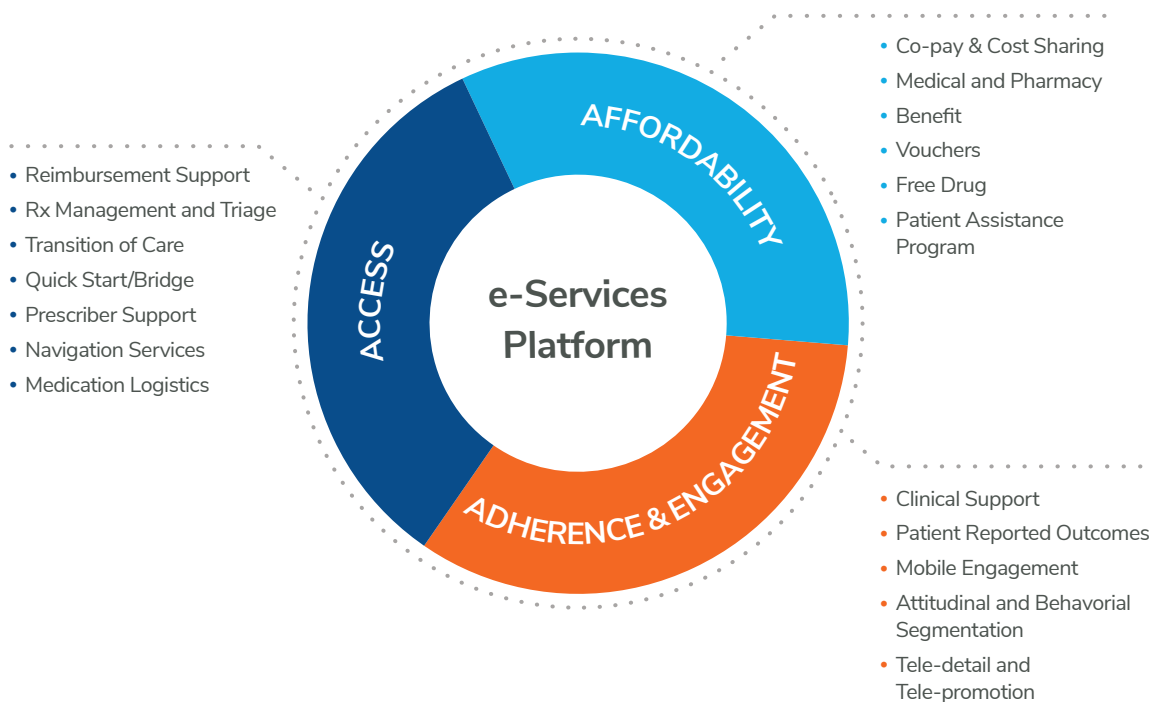 e-Services
Platform
ACCESS
• Reimbursement Support
• Rx Management and Triage
• Transition of Care
• Quick Start/Bridge
• Prescriber Support
• Navigation Services
• Medication Logistics
AFFORDABILITY
• Co-pay & Cost Sharing
• Medical and Pharmacy
• Benefit
• Vouchers
• Free Drug
• Patient Assistance
Program
ADHERENCE & ENGAGEMENT
• Clinical Support
• Patient Reported Outcomes
• Mobile Engagement
• Attitudinal and Behavorial
Segmentation
• Tele-detail and
Tele-promotion